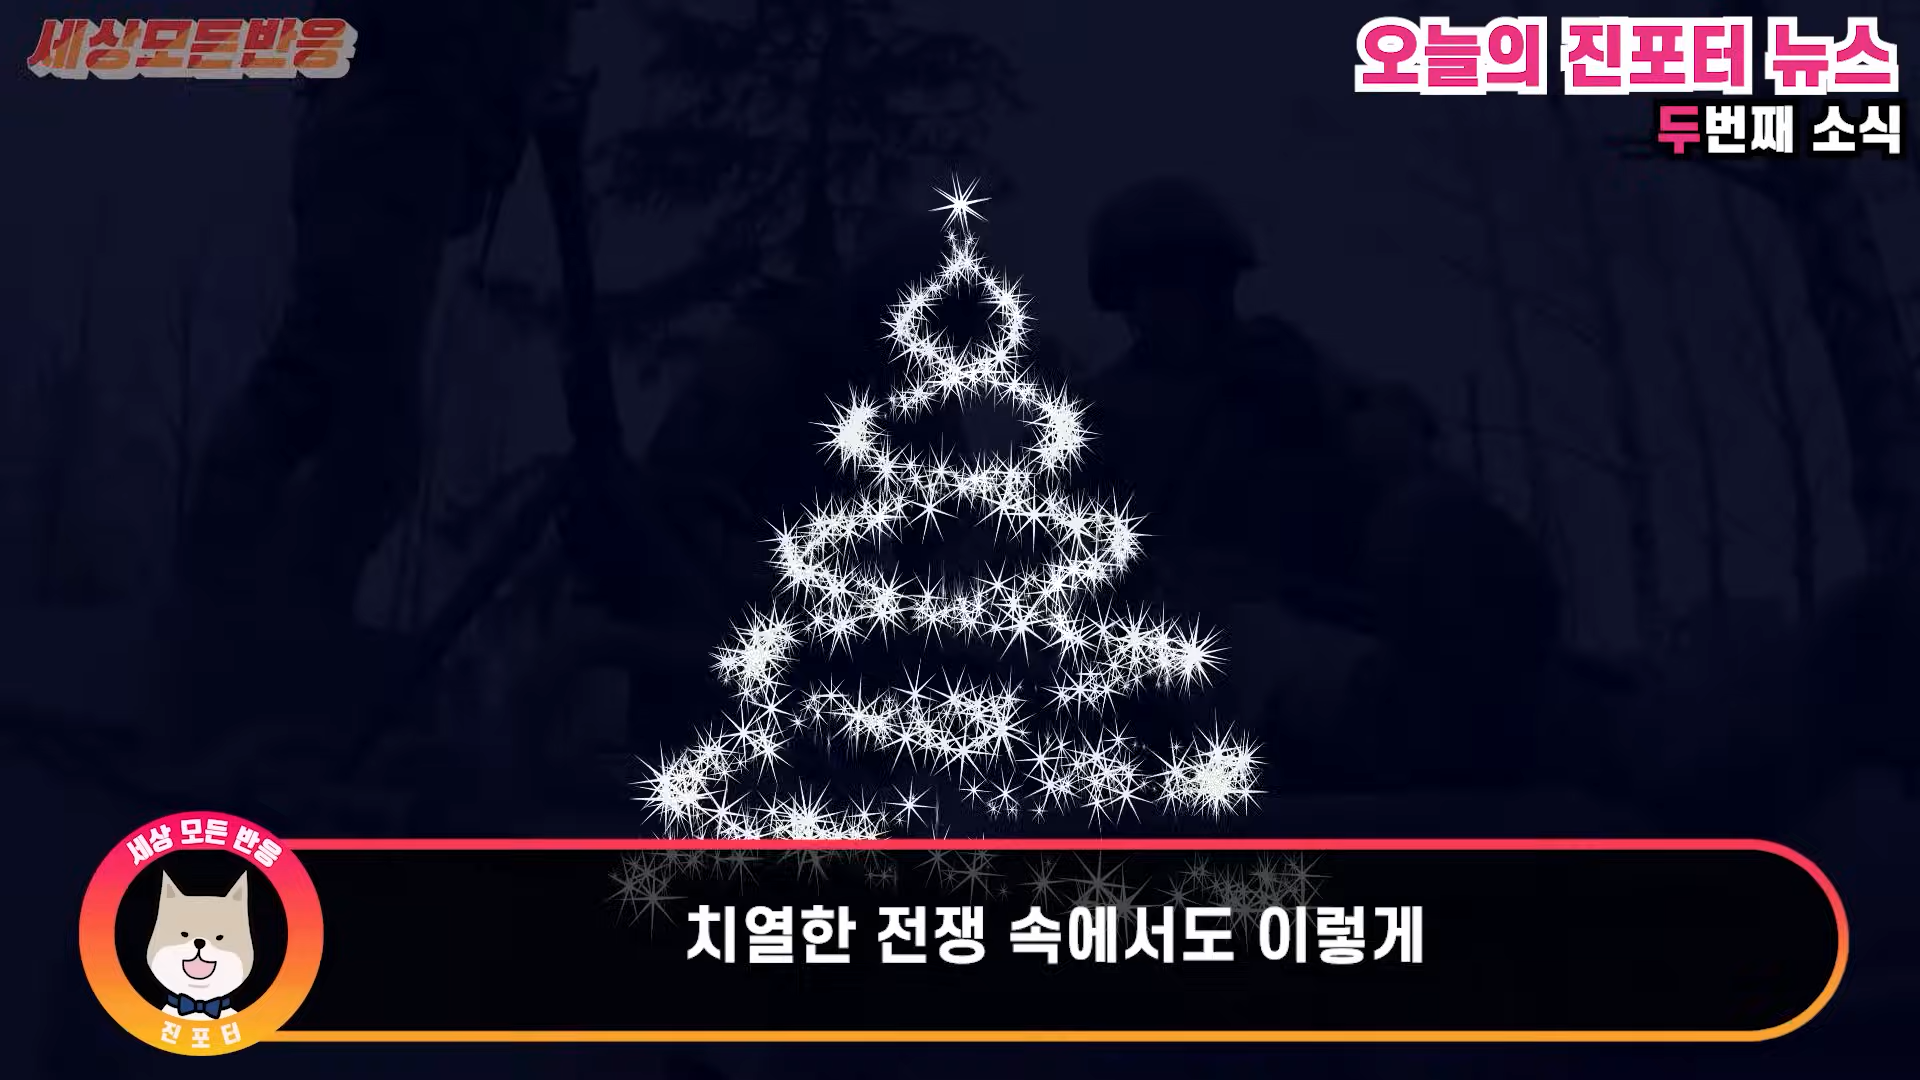 세상모든반응
오늘의 진포터 뉴스
두번째 소식
세상 모든 반응
치열한 전쟁 속에서도 이렇게
진포터